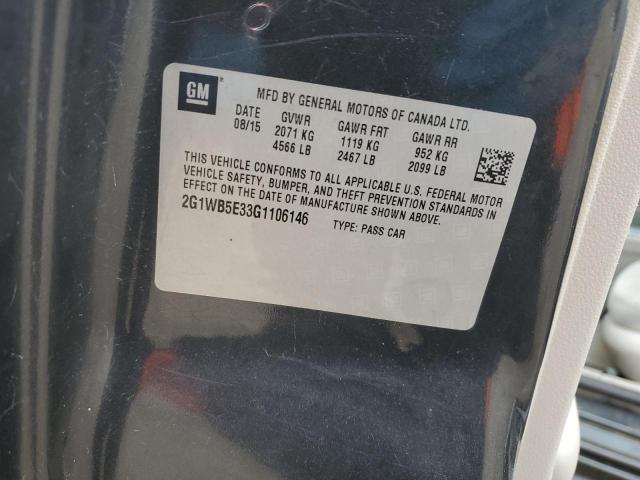 GM
MFD BY GENERAL MOTORS OF CANADA LTD.
DATE GVWR GAWR FRT GAWR RR
08/15 2071 KG 1119 KG 952 KG
4566 LB 2467 LB 2099 LB
THIS VEHICLE CONFORMS TO ALL APPLICABLE U.S. FEDERAL MOTOR
VEHICLE SAFETY, BUMPER, AND THEFT PREVENTION STANDARDS IN
EFFECT ON THE DATE OF MANUFACTURE SHOWN ABOVE.
2G1WB5E33G1106146 TYPE: PASS CAR